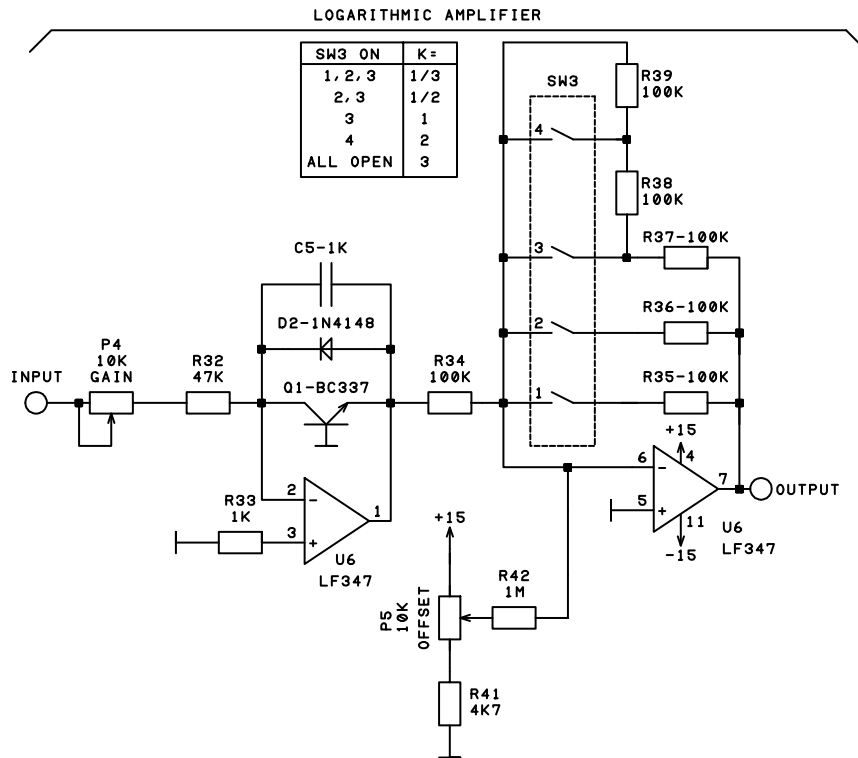 LOGARITHMIC AMPLIFIER
SW3 ON K=
1,2,3 1/3
2,3 1/2
3 1
4 2
ALL OPEN 3
SW3
R39
100K
4
R38
100K
C5-1K
3
R37-100K
D2-1N4148
2
R36-100K
P4
10K
GAIN
R32
47K
R34
100K
INPUT
Q1-BC337
1
R35-100K
+15
6
-
4
7
OUTPUT
5
+
11
U6
LF347
-15
2
-
1
R33
1K
3
+
U6
LF347
+15
R42
1M
P5
10K
OFFSET
R41
4K7